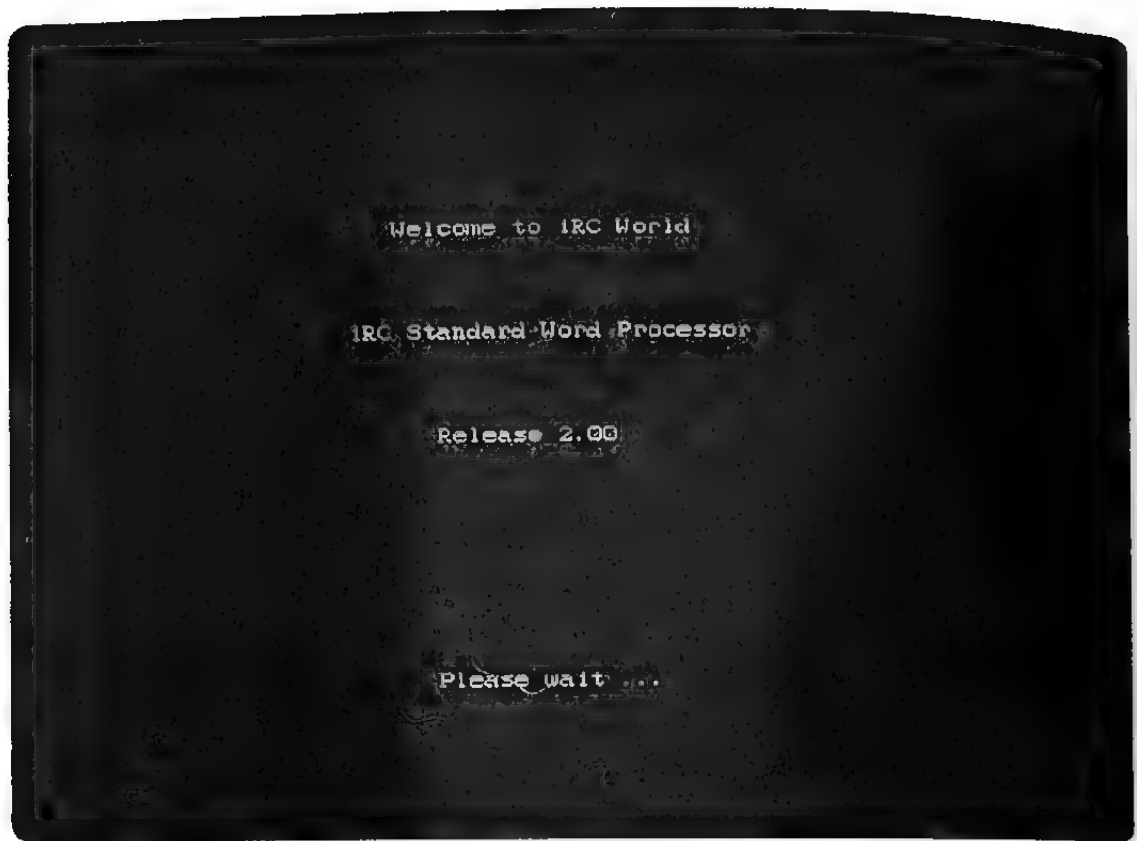 Welcome to iRC World
iRC Standard Word Processor
Release 2.00
Please wait ...